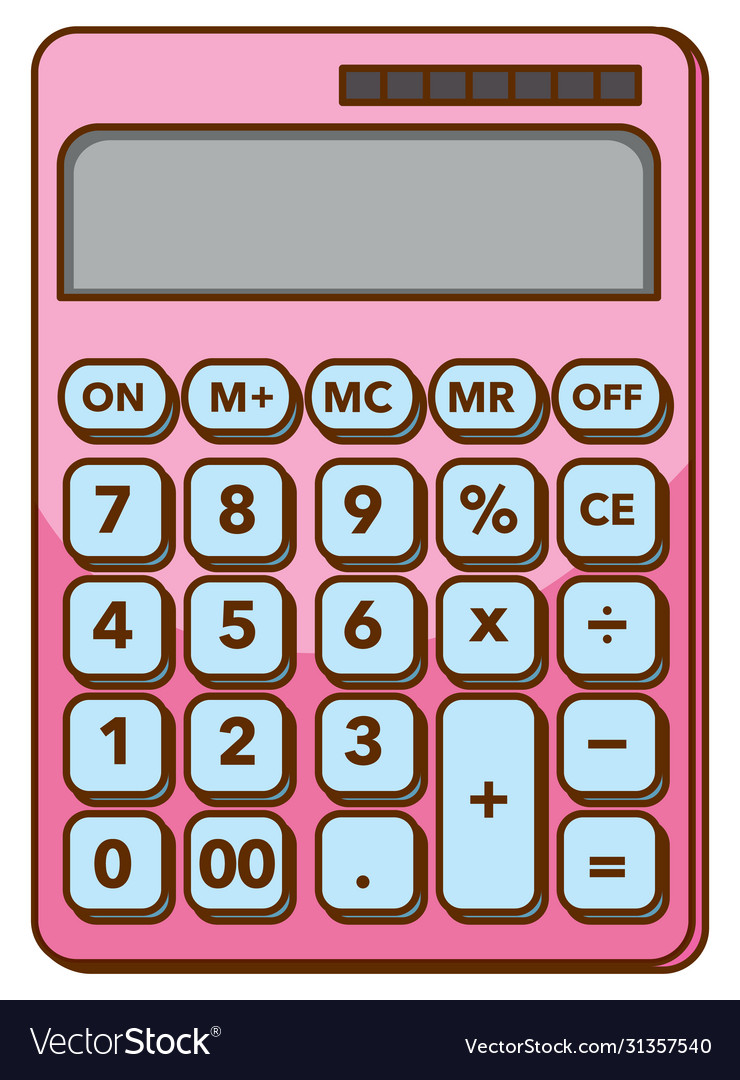 ON M+ MC MR OFF
7 8 9 % CE
4 5 6 x ÷
1 2 3 + −
0 00 . =
VectorStock® VectorStock.com/31357540